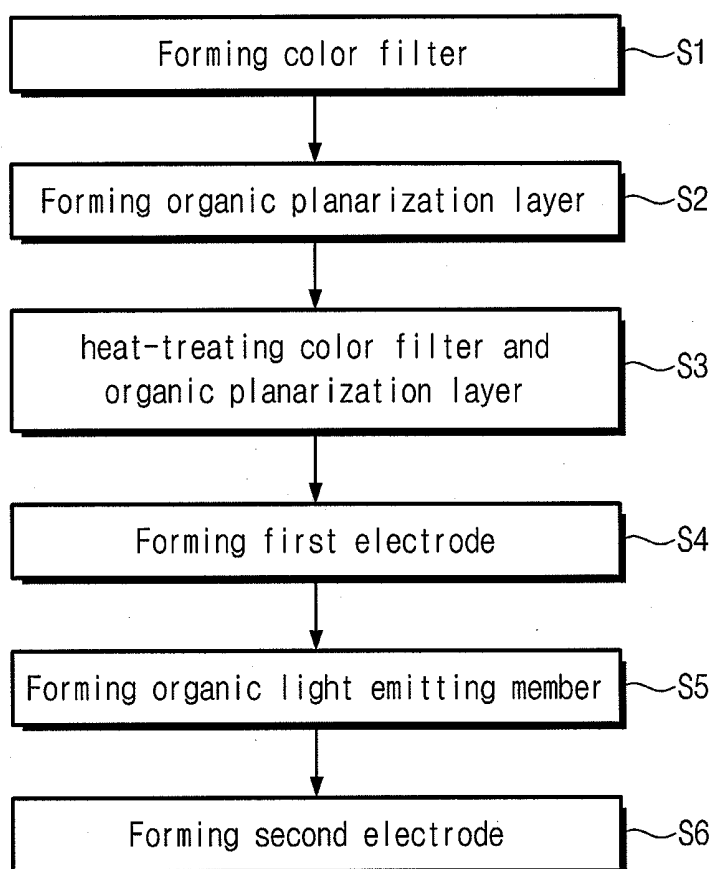 Forming color filter
S1
Forming organic planarization layer
S2
heat-treating color filter and
organic planarization layer
S3
Forming first electrode
S4
Forming organic light emitting member
S5
Forming second electrode
S6